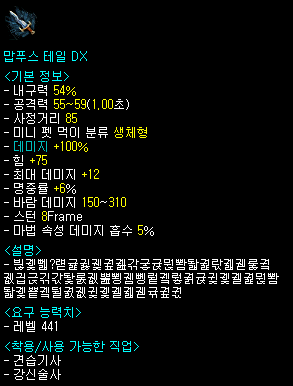 맙푸스 테일 DX
<기본 정보>
- 내구력 54%
- 공격력 55~59(1,00초)
- 사정거리 85
- 미니 펫 먹이 분류 생체형
- 데미지 +100%
- 힘 +75
- 최대 데미지 +12
- 명중률 +6%
- 바람 데미지 150~310
- 스턴 8Frame
- 마법 속성 데미지 흡수 5%
<설명>
<요구 능력치>
- 레벨 441
<착용/사용 가능한 직업>
- 견습기사
- 강신술사